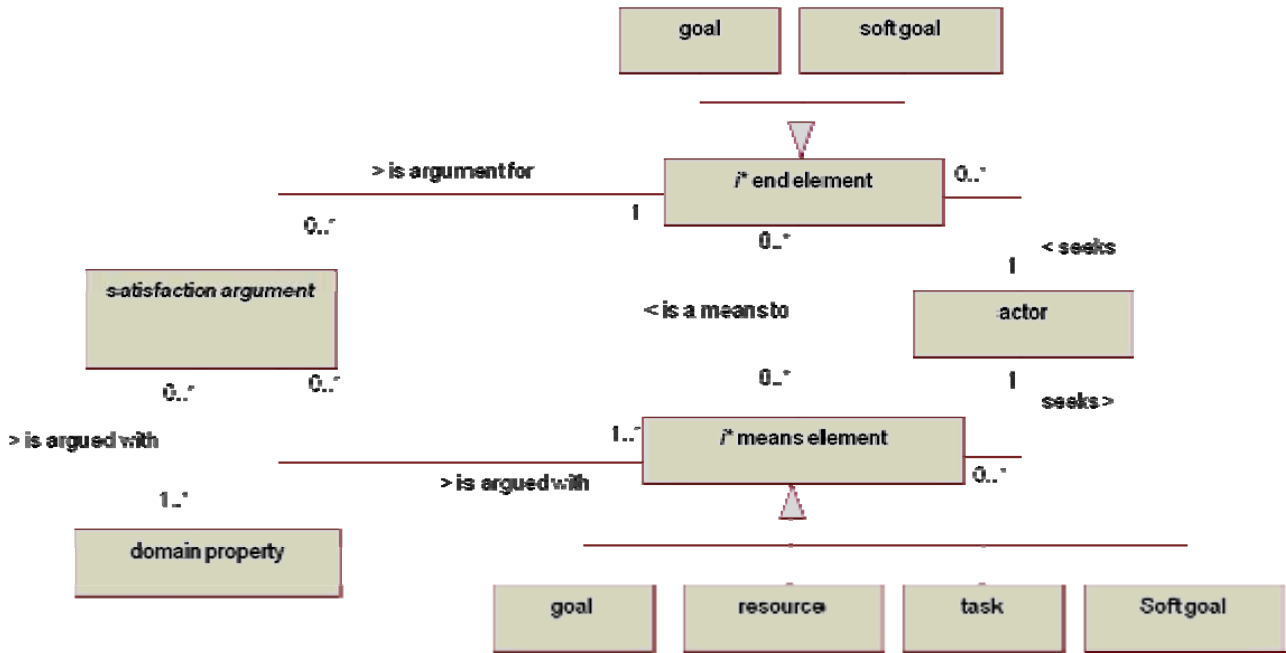 goal
soft goal
> is argument for
i* end element
0..*
0..*
1
0..*
< seeks
1
satisfaction argument
< is a means to
actor
0..*
0..*
0..*
1
seeks >
> is argued with
1..*
i* means element
> is argued with
0..*
1..*
domain property
goal
resource
task
Soft goal